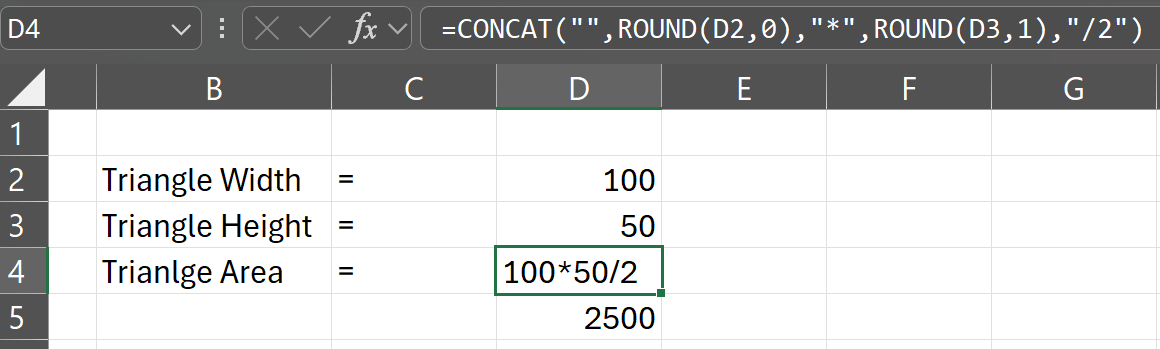 D4 fx =CONCAT("",ROUND(D2,0),"*",ROUND(D3,1),"/2")
B C D E F G
1
2 Triangle Width = 100
3 Triangle Height = 50
4 Trianlge Area = 100*50/2
5 2500